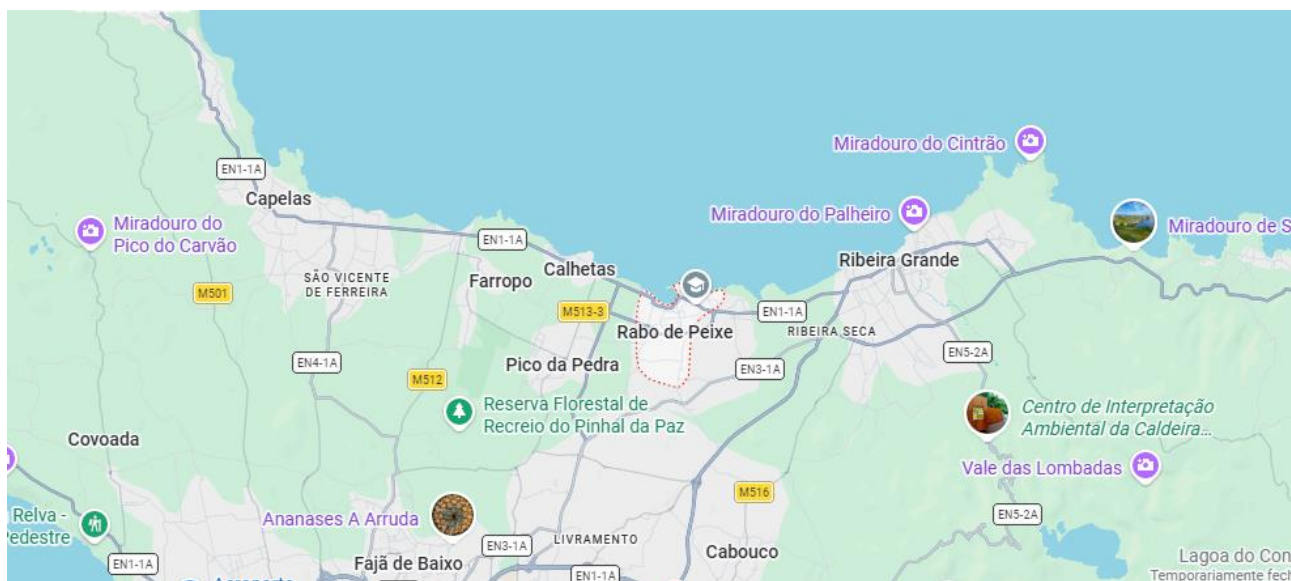 Miradouro do Cintrão
EN1-1A
Capelas
Miradouro do
Pico do Carvão
Miradouro do Palheiro
Miradouro de S
EN1-1A
Calhetas
Ribeira Grande
SÃO VICENTE
DE FERREIRA
Farropo
M501
M513-3
EN1-1A
Rabo de Peixe
RIBEIRA SECA
EN4-1A
Pico da Pedra
EN5-2A
M512
EN3-1A
Reserva Florestal de
Recreio do Pinhal da Paz
Centro de Interpretação
Ambiental da Caldeira...
Covoada
Vale das Lombadas
M516
Relva -
Pedestre
Ananases A Arruda
EN5-2A
EN3-1A
LIVRAMENTO
Cabouco
EN1-1A
Fajã de Baixo
EN1-1A
Lagoa do Con
Temporariamente fech